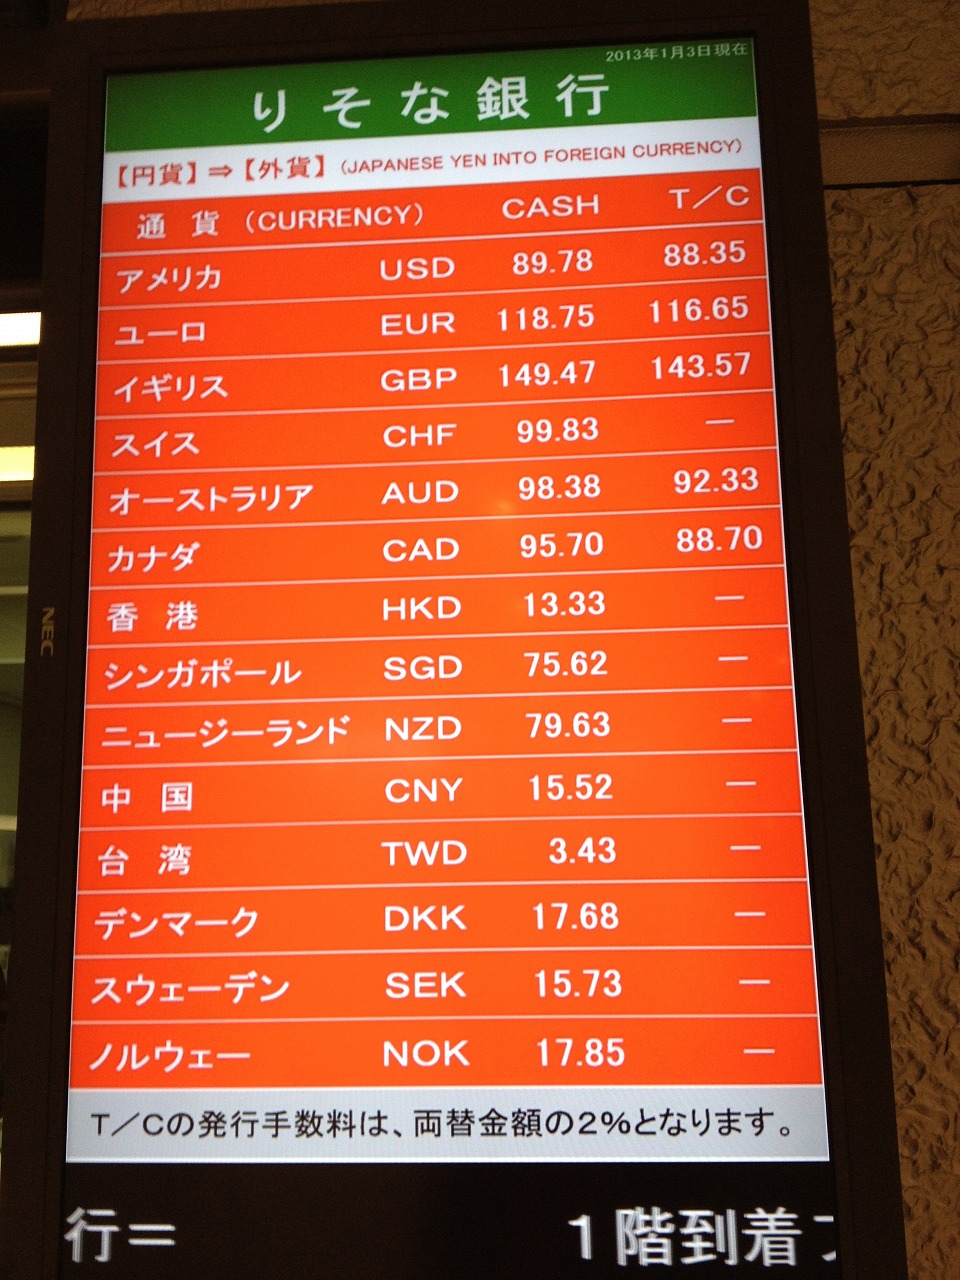 2013年1月3日現在
りそな銀行
【円貨】⇒【外貨】(JAPANESE YEN INTO FOREIGN CURRENCY)
通 貨 (CURRENCY) CASH T/C
アメリカ USD 89.78 88.35
ユーロ EUR 118.75 116.65
イギリス GBP 149.47 143.57
スイス CHF 99.83 —
オーストラリア AUD 98.38 92.33
カナダ CAD 95.70 88.70
香 港 HKD 13.33 —
シンガポール SGD 75.62 —
ニュージーランド NZD 79.63 —
中 国 CNY 15.52 —
台 湾 TWD 3.43 —
デンマーク DKK 17.68 —
スウェーデン SEK 15.73 —
ノルウェー NOK 17.85 —
T/Cの発行手数料は、両替金額の2%となります。
行= 1階到着フ
NEC